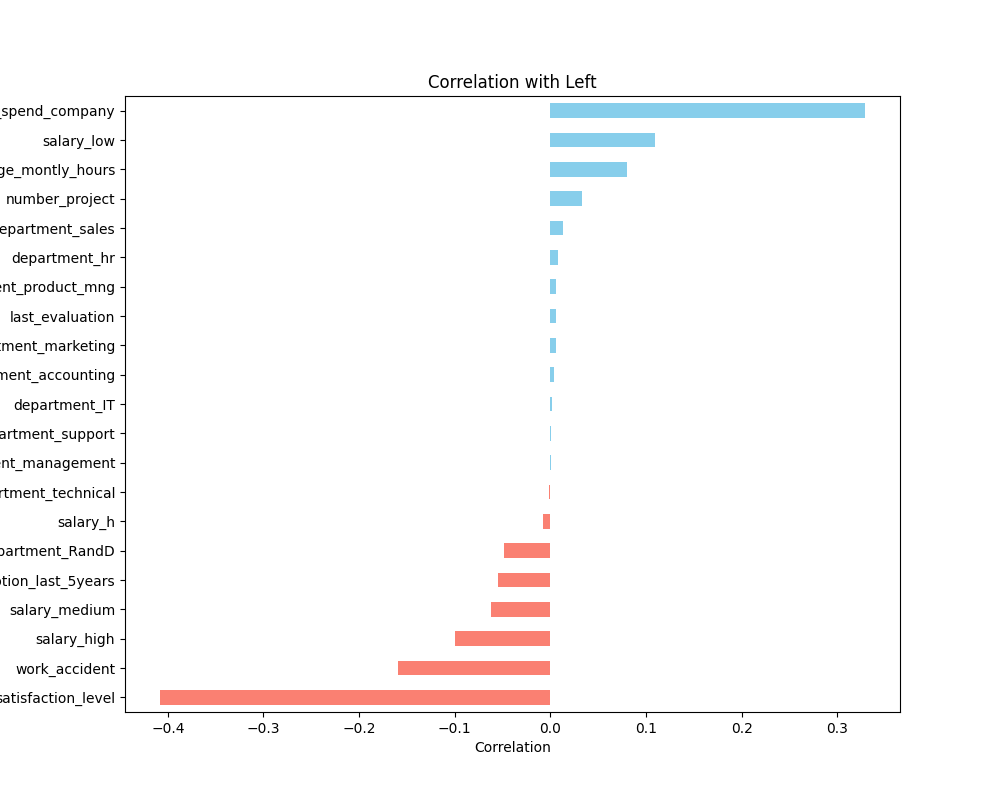 Correlation with Left
_spend_company
salary_low
ge_montly_hours
number_project
epartment_sales
department_hr
ent_product_mng
last_evaluation
tment_marketing
ment_accounting
department_IT
artment_support
ent_management
rtment_technical
salary_h
partment_RandD
otion_last_5years
salary_medium
salary_high
work_accident
satisfaction_level
−0.4 −0.3 −0.2 −0.1 0.0 0.1 0.2 0.3
Correlation